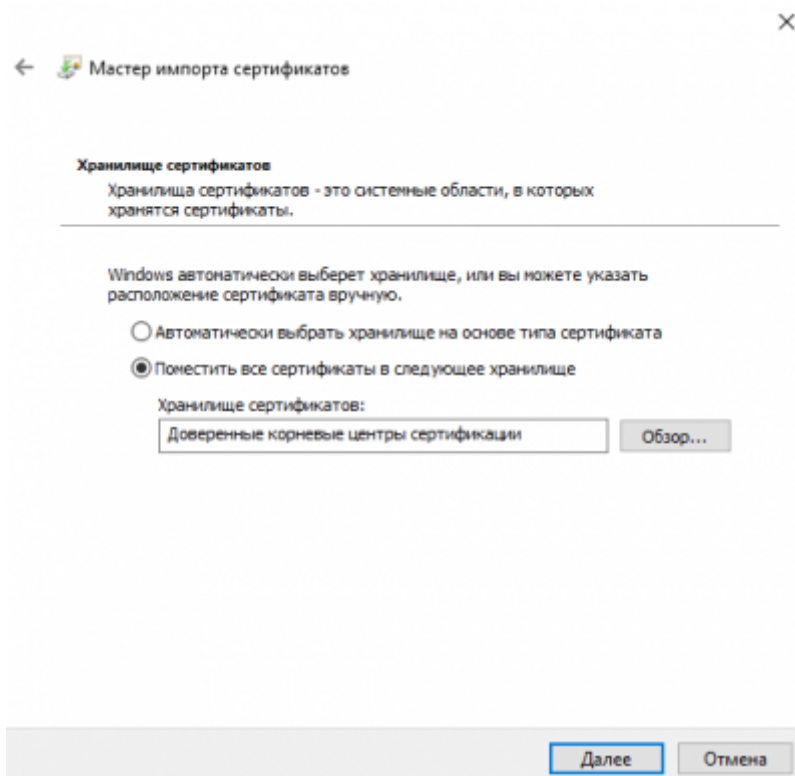 Мастер импорта сертификатов
Хранилище сертификатов
Хранилища сертификатов - это системные области, в которых
хранятся сертификаты.
Windows автоматически выберет хранилище, или вы можете указать
расположение сертификата вручную.
Автоматически выбрать хранилище на основе типа сертификата
Поместить все сертификаты в следующее хранилище
Хранилище сертификатов:
Доверенные корневые центры сертификации
Обзор...
Далее
Отмена